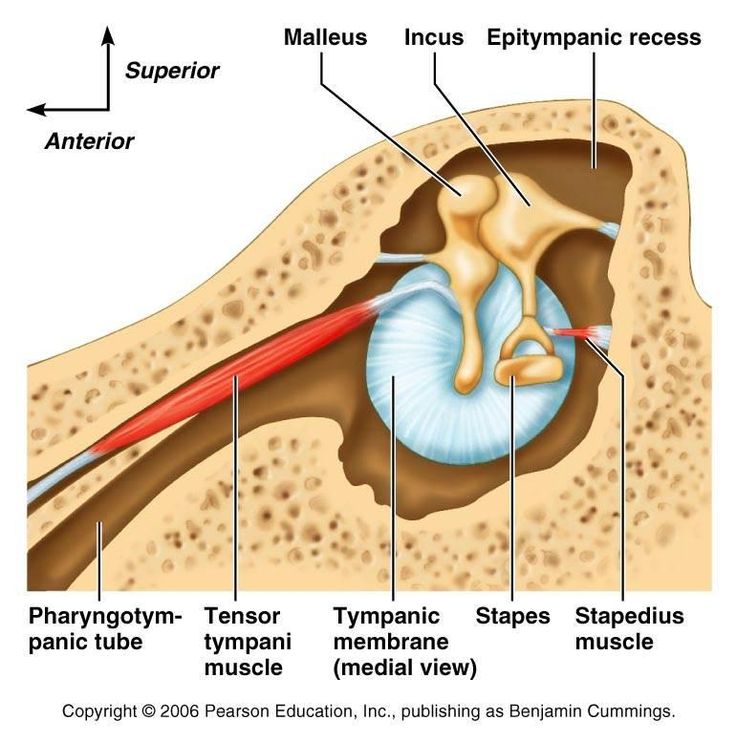 Malleus
Incus
Epitympanic recess
Superior
Anterior
Pharyngotym-
panic tube
Tensor
tympani
muscle
Tympanic
membrane
(medial view)
Stapes
Stapedius
muscle
Copyright © 2006 Pearson Education, Inc., publishing as Benjamin Cummings.